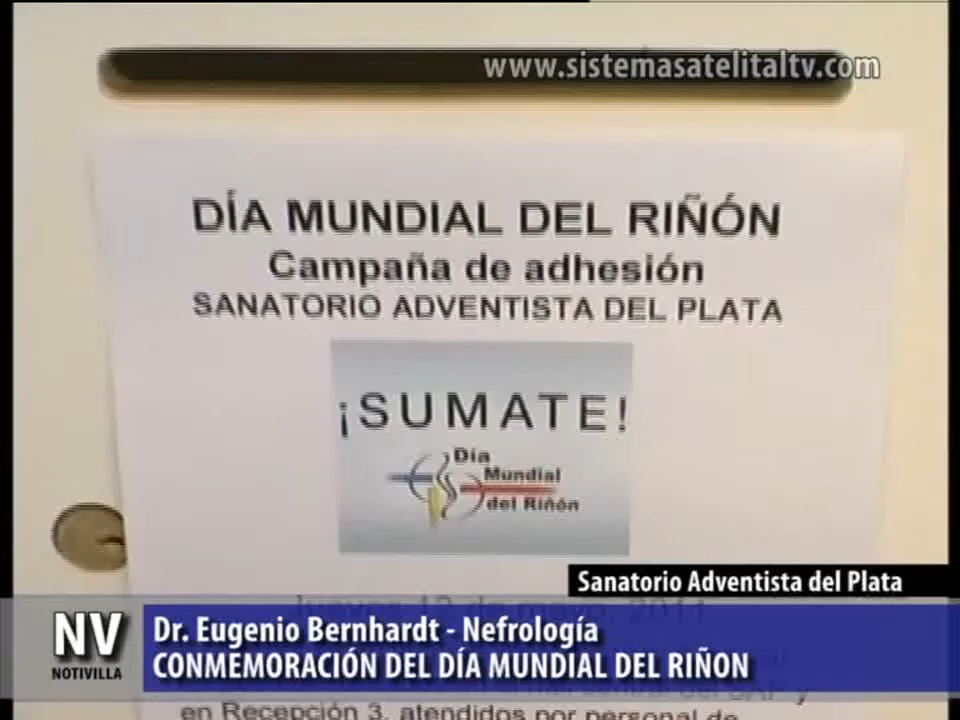 www.sistemasatelitaltv.com
DÍA MUNDIAL DEL RIÑÓN
Campaña de adhesión
SANATORIO ADVENTISTA DEL PLATA
¡SUMATE!
Día
Mundial
del Riñón
Sanatorio Adventista del Plata
NV
NOTIVILLA
Dr. Eugenio Bernhardt - Nefrología
CONMEMORACIÓN DEL DÍA MUNDIAL DEL RIÑON
en Recepción 3, atendidos por personal de